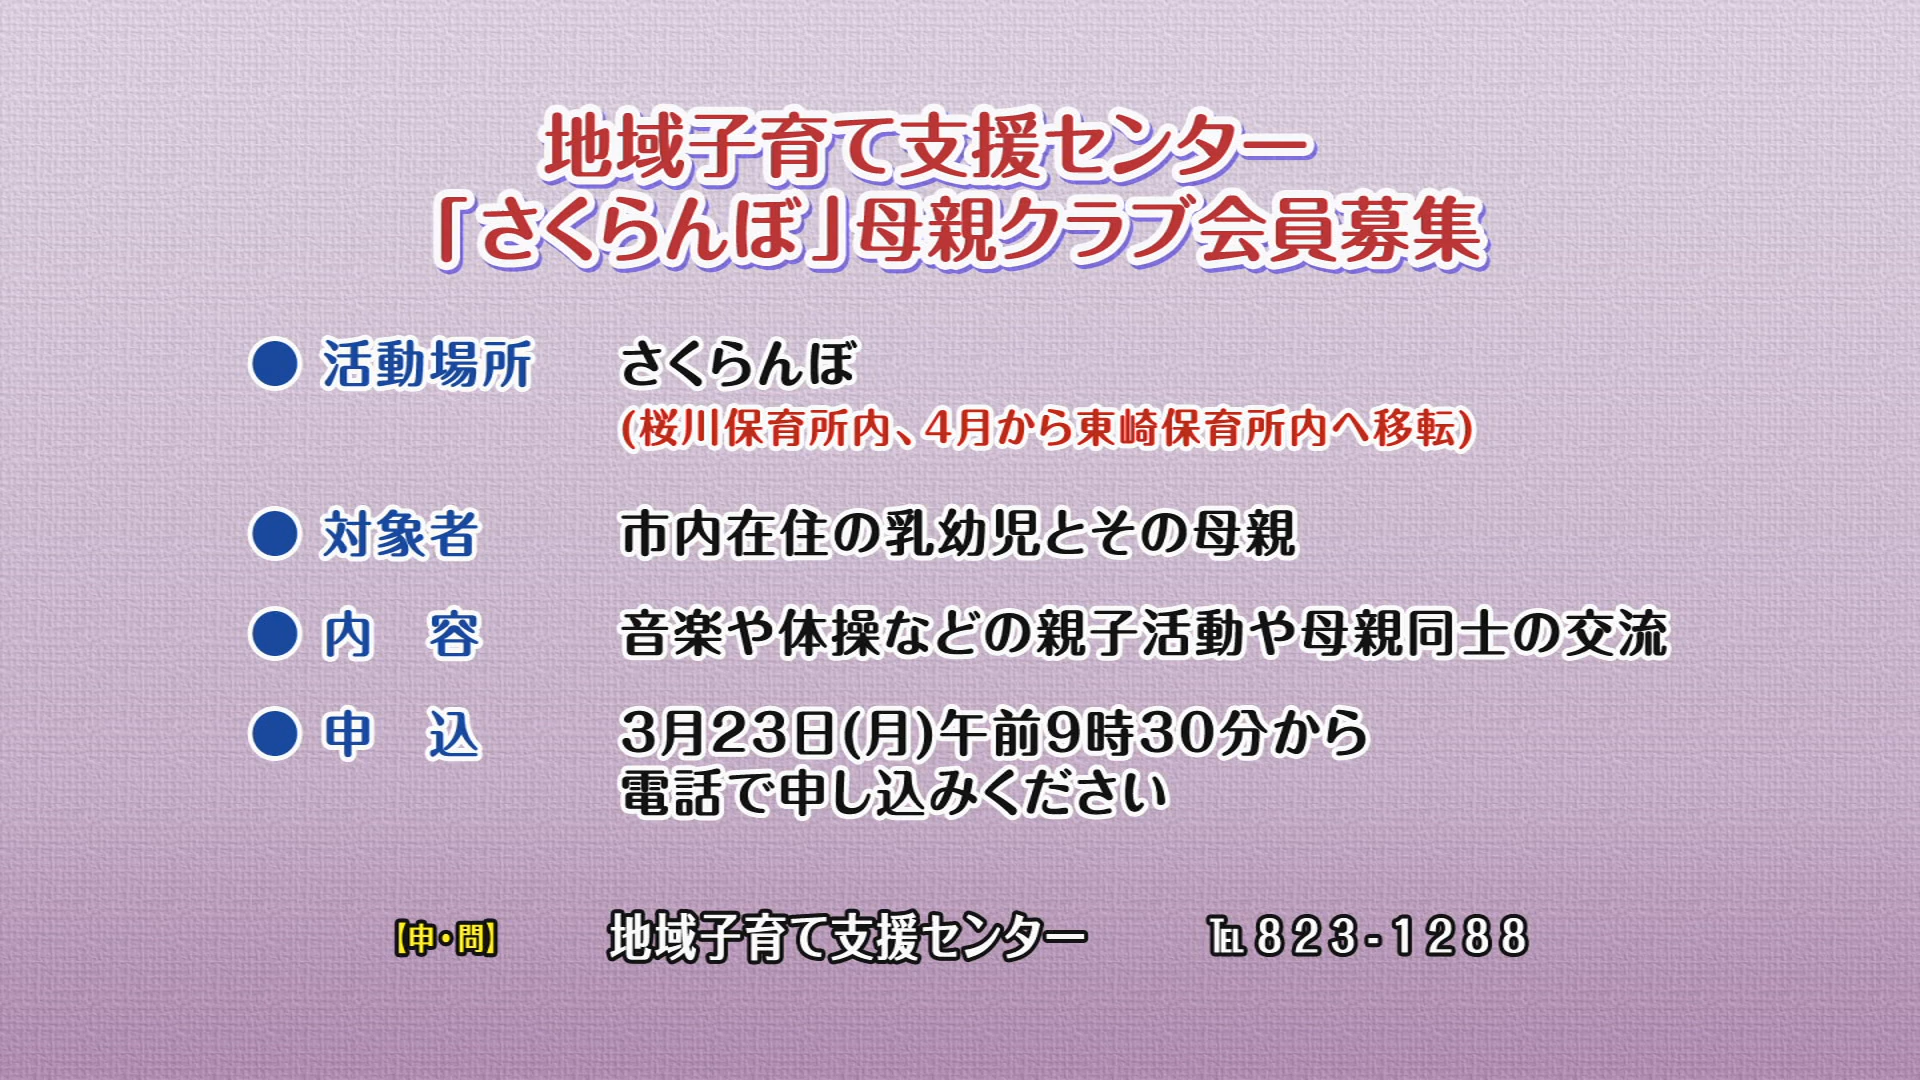 地域子育て支援センター
「さくらんぼ」母親クラブ会員募集
● 活動場所　さくらんぼ
(桜川保育所内、4月から東崎保育所内へ移転)
● 対象者　市内在住の乳幼児とその母親
● 内　容　音楽や体操などの親子活動や母親同士の交流
● 申　込　3月23日(月)午前9時30分から
電話で申し込みください
【申・問】　地域子育て支援センター　℡823-1288